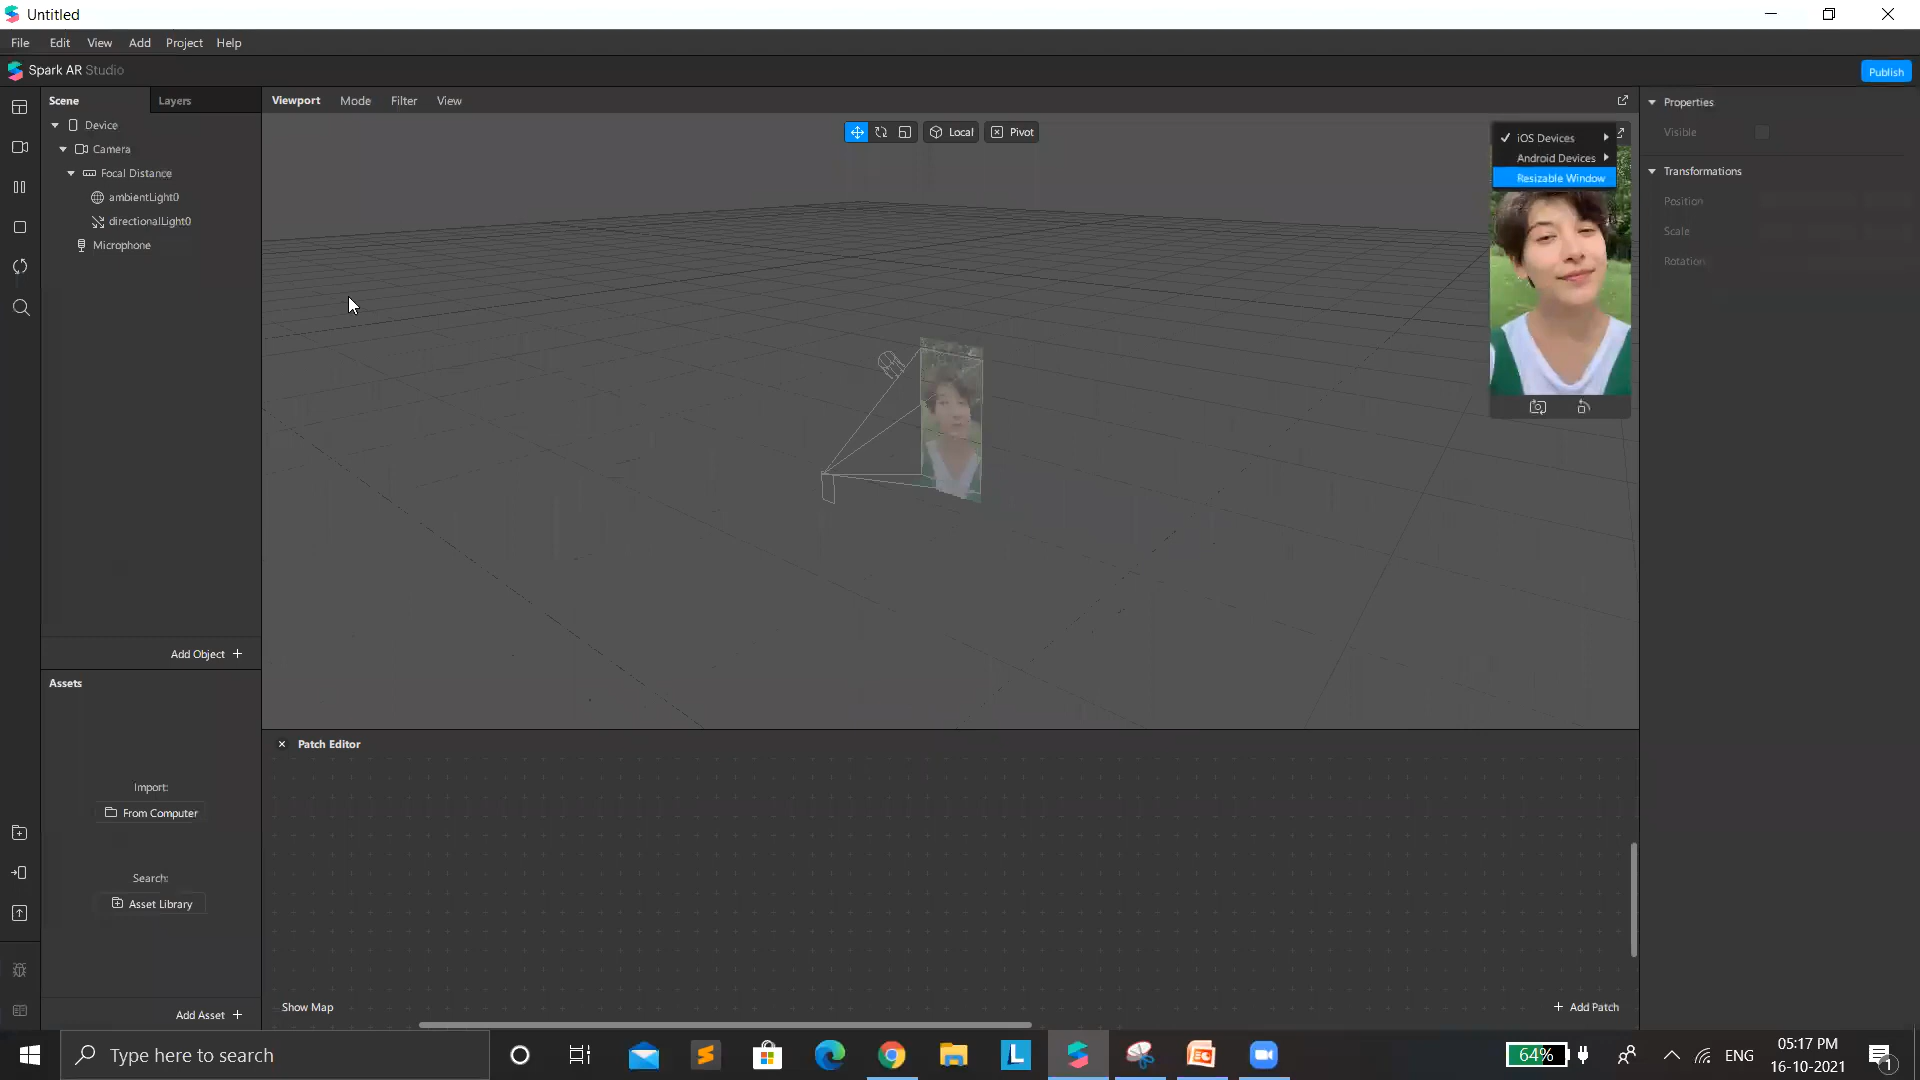 Untitled
File Edit View Add Project Help
Spark AR Studio
Publish
Scene Layers
Device
Camera
Focal Distance
ambientLight0
directionalLight0
Microphone
Add Object +
Assets
Import:
From Computer
Search:
Asset Library
Add Asset +
Viewport Mode Filter View
Local Pivot
iOS Devices
Android Devices
Resizable Window
Properties
Visible
Transformations
Position
Scale
Rotation
× Patch Editor
Show Map
+ Add Patch
Type here to search
L
64%
ENG
05:17 PM
16-10-2021
1